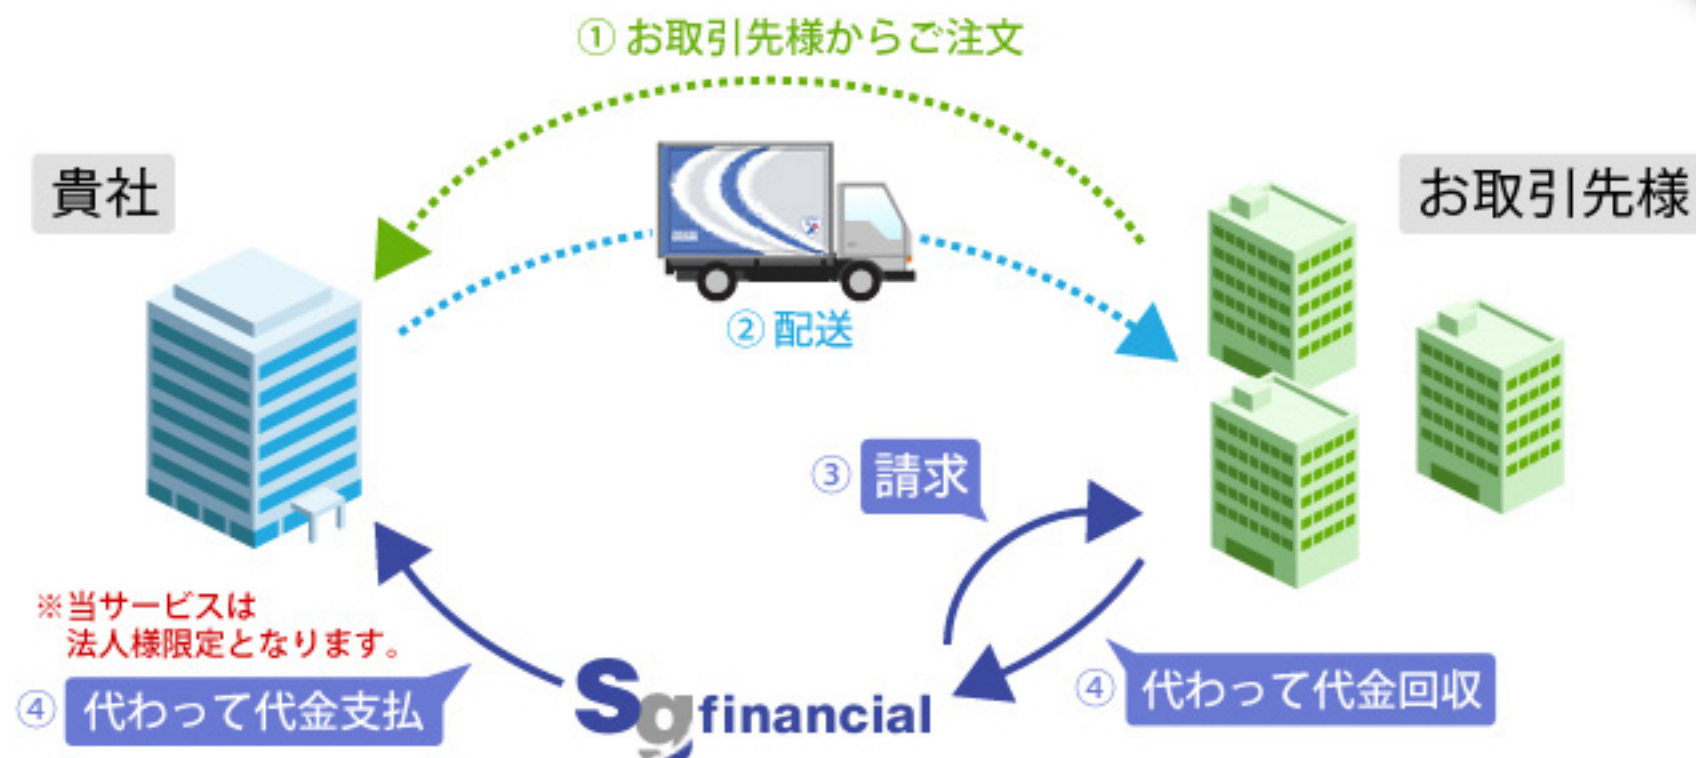 ① お取引先様からご注文
貴社
お取引先様
② 配送
③ 請求
※当サービスは
法人様限定となります。
④ 代わって代金支払
Sg financial
④ 代わって代金回収